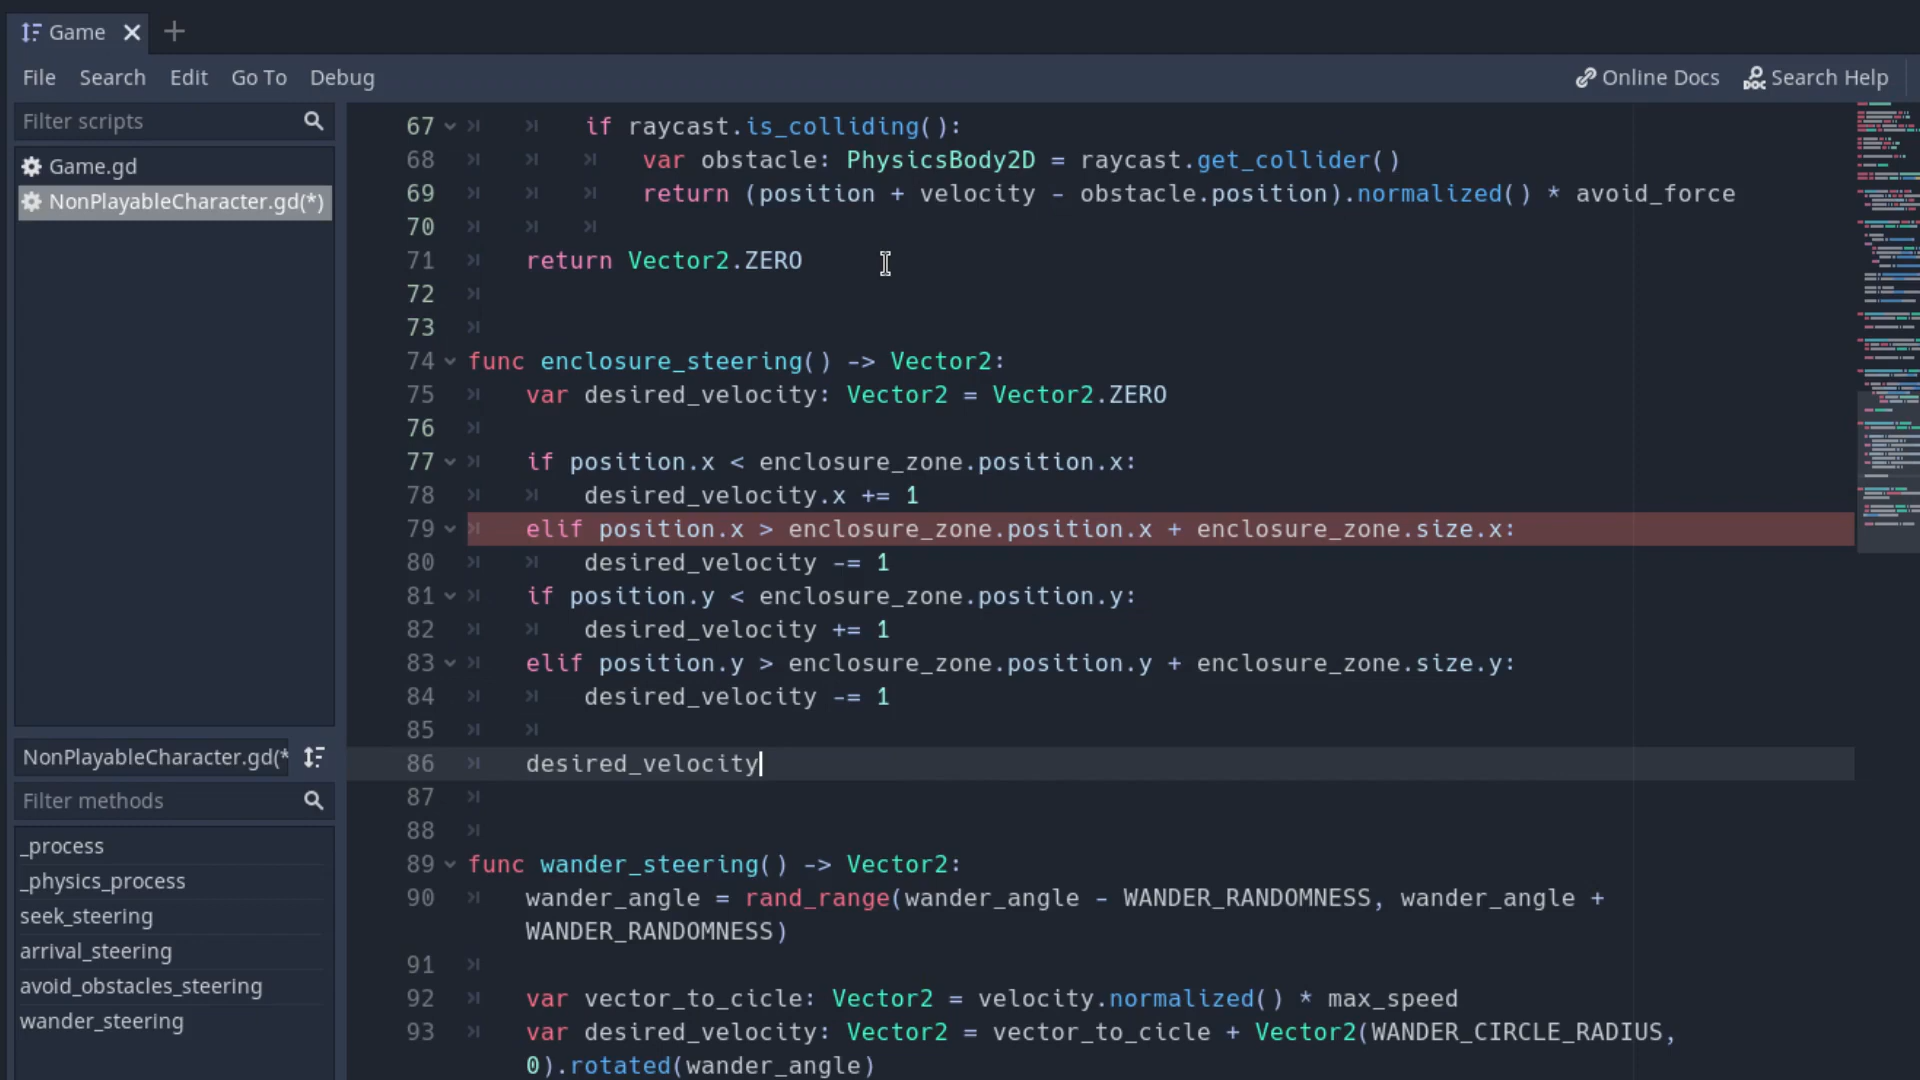 Game
File Search Edit Go To Debug
Online Docs Search Help
Filter scripts
Game.gd
NonPlayableCharacter.gd(*)
NonPlayableCharacter.gd(*
Filter methods
_process
_physics_process
seek_steering
arrival_steering
avoid_obstacles_steering
wander_steering
67 if raycast.is_colliding():
68 var obstacle: PhysicsBody2D = raycast.get_collider()
69 return (position + velocity - obstacle.position).normalized() * avoid_force
70
71 return Vector2.ZERO
72
73
74 func enclosure_steering() -> Vector2:
75 var desired_velocity: Vector2 = Vector2.ZERO
76
77 if position.x < enclosure_zone.position.x:
78 desired_velocity.x += 1
79 elif position.x > enclosure_zone.position.x + enclosure_zone.size.x:
80 desired_velocity -= 1
81 if position.y < enclosure_zone.position.y:
82 desired_velocity += 1
83 elif position.y > enclosure_zone.position.y + enclosure_zone.size.y:
84 desired_velocity -= 1
85
86 desired_velocity
87
88
89 func wander_steering() -> Vector2:
90 wander_angle = rand_range(wander_angle - WANDER_RANDOMNESS, wander_angle +
WANDER_RANDOMNESS)
91
92 var vector_to_cicle: Vector2 = velocity.normalized() * max_speed
93 var desired_velocity: Vector2 = vector_to_cicle + Vector2(WANDER_CIRCLE_RADIUS,
0).rotated(wander_angle)